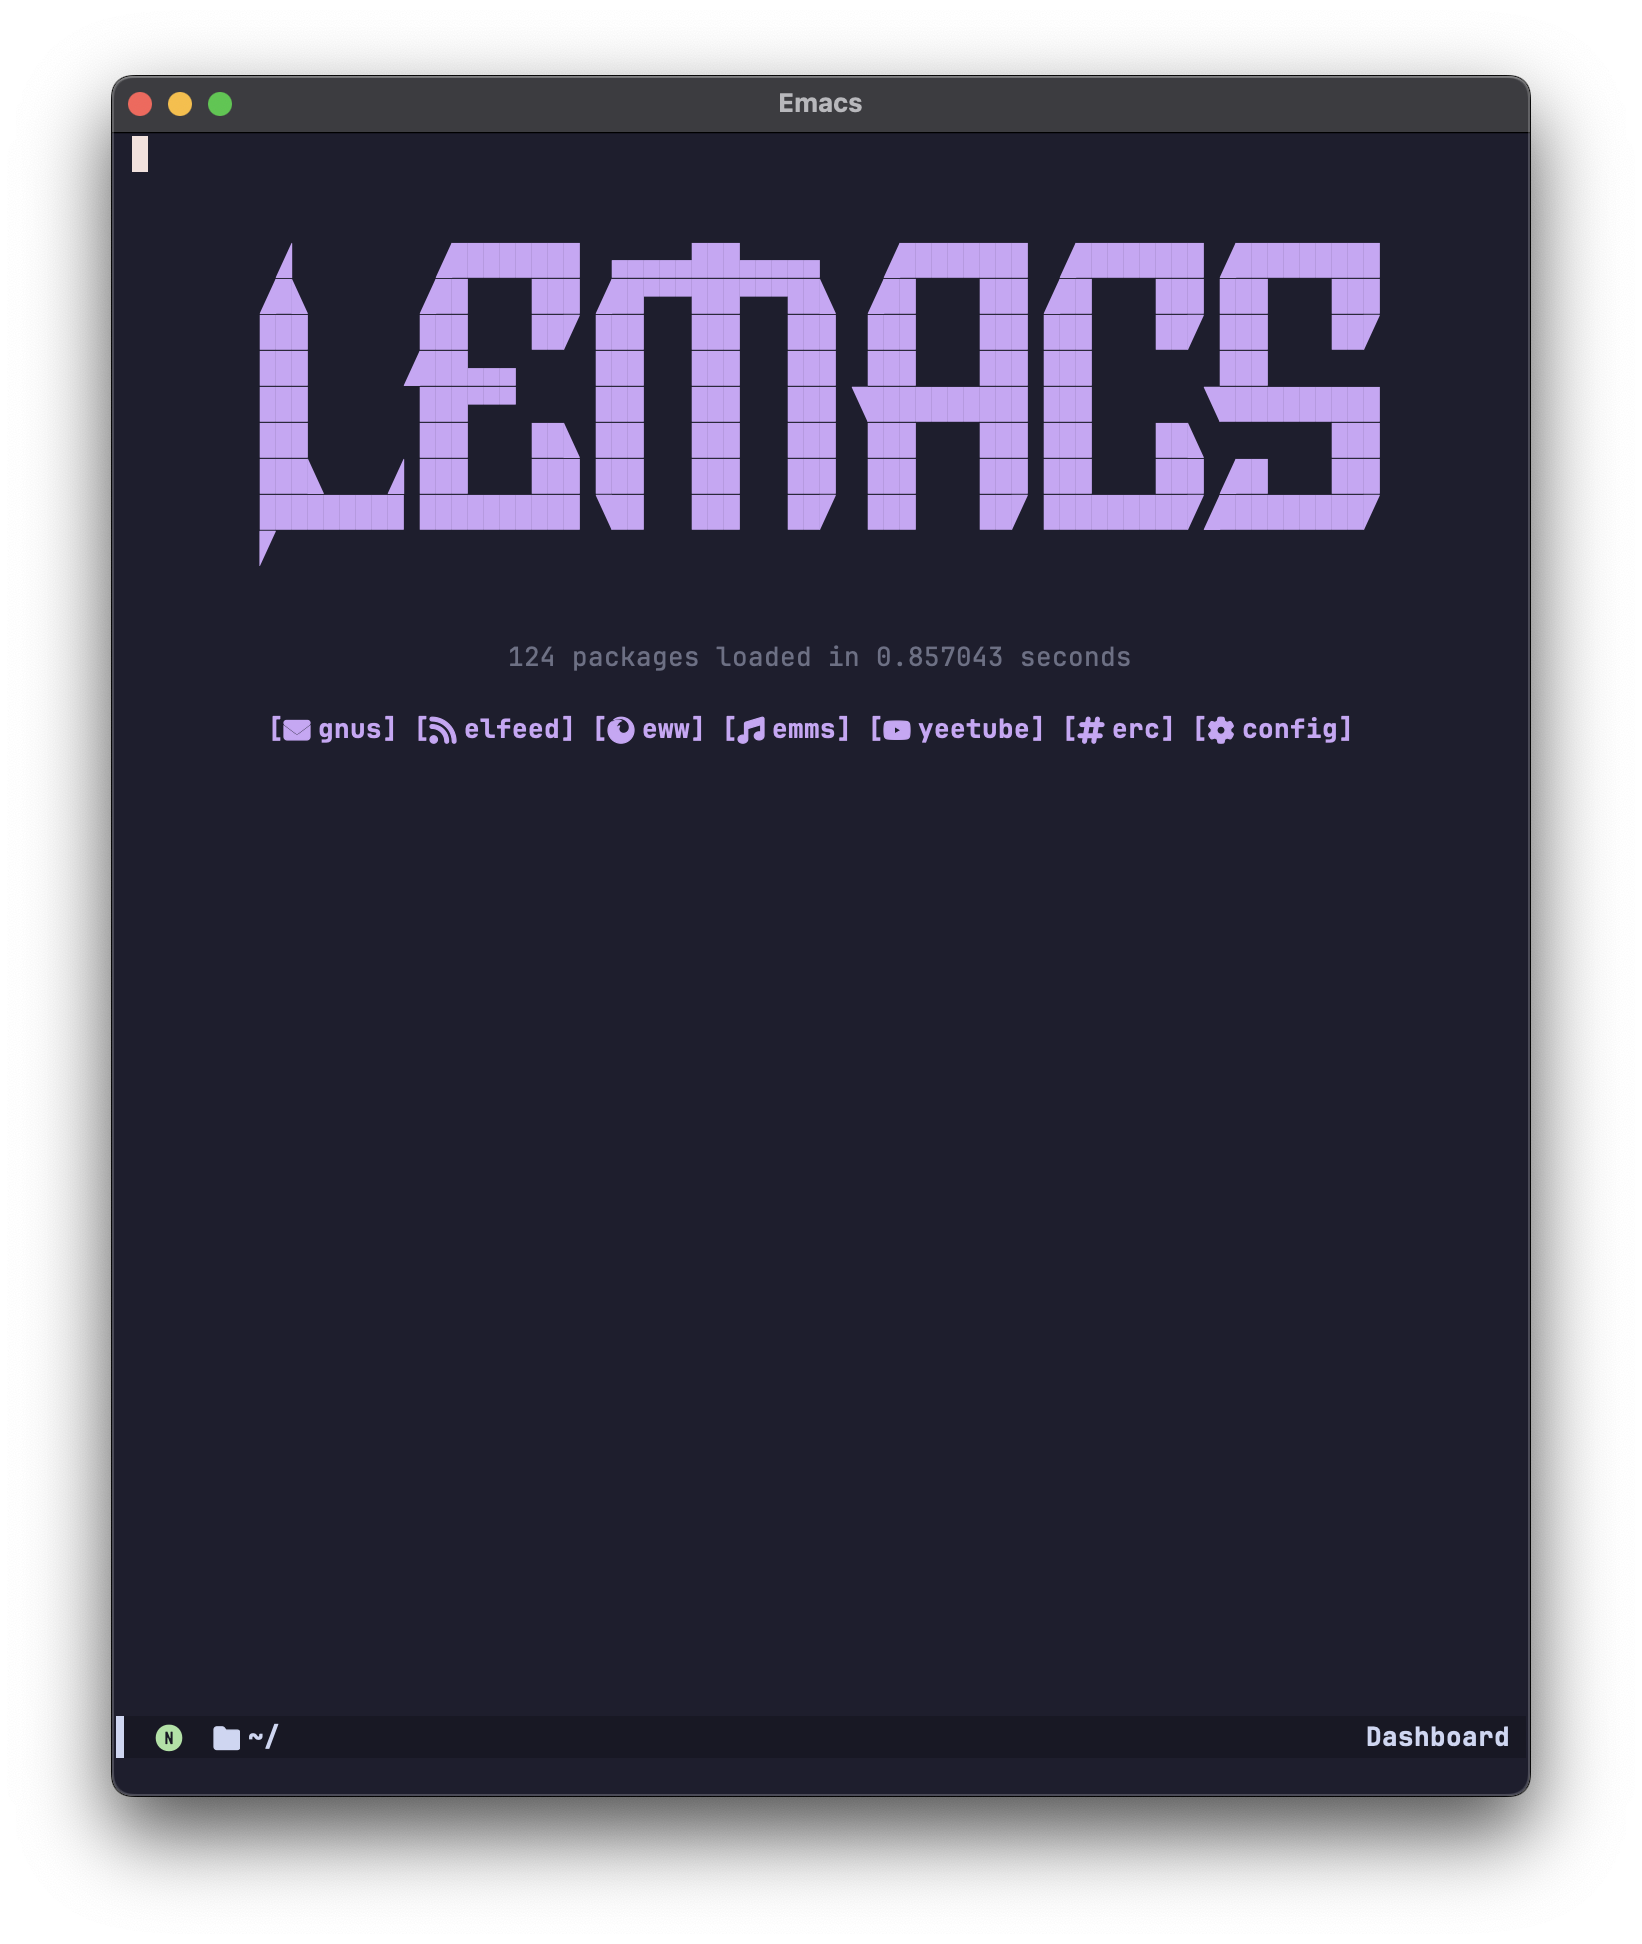 Emacs
LEMACS
124 packages loaded in 0.857043 seconds
[gnus] [elfeed] [eww] [emms] [yeetube] [# erc] [config]
N ~/ Dashboard